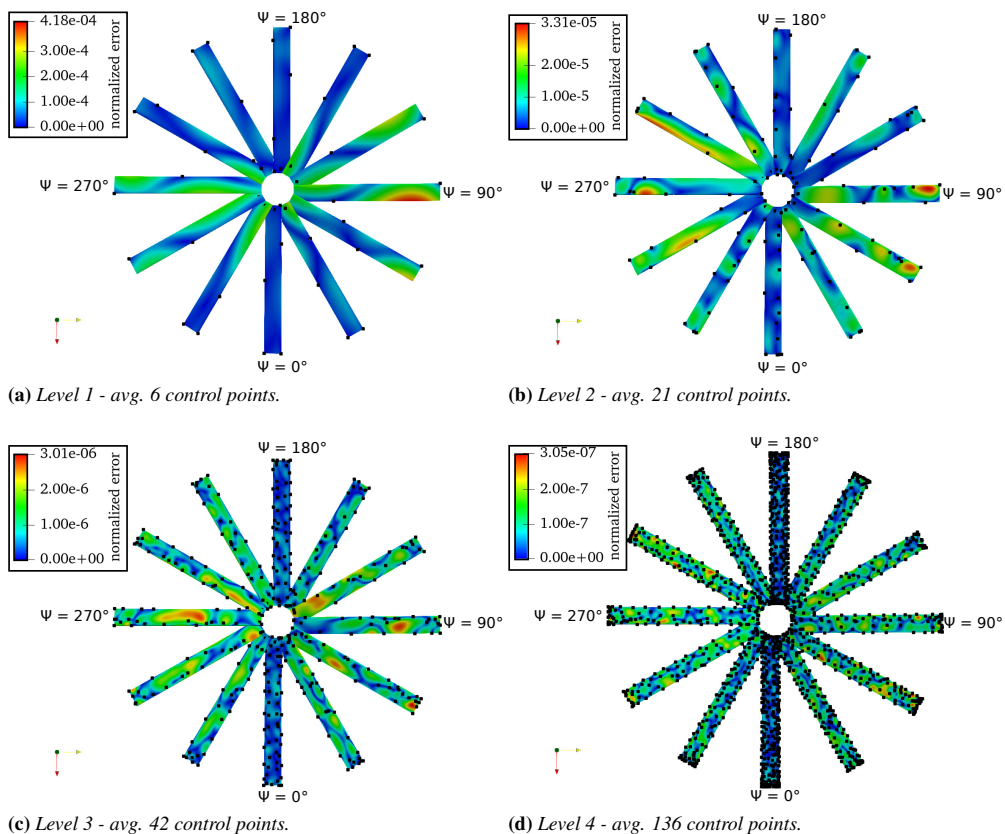 4.18e-04
3.00e-4
2.00e-4
1.00e-4
0.00e+00
normalized error
Ψ = 180°
Ψ = 270°
Ψ = 90°
Ψ = 0°
(a) Level 1 - avg. 6 control points.
3.31e-05
2.00e-5
1.00e-5
0.00e+00
normalized error
Ψ = 180°
Ψ = 270°
Ψ = 90°
Ψ = 0°
(b) Level 2 - avg. 21 control points.
3.01e-06
2.00e-6
1.00e-6
0.00e+00
normalized error
Ψ = 180°
Ψ = 270°
Ψ = 90°
Ψ = 0°
(c) Level 3 - avg. 42 control points.
3.05e-07
2.00e-7
1.00e-7
0.00e+00
normalized error
Ψ = 180°
Ψ = 270°
Ψ = 90°
Ψ = 0°
(d) Level 4 - avg. 136 control points.